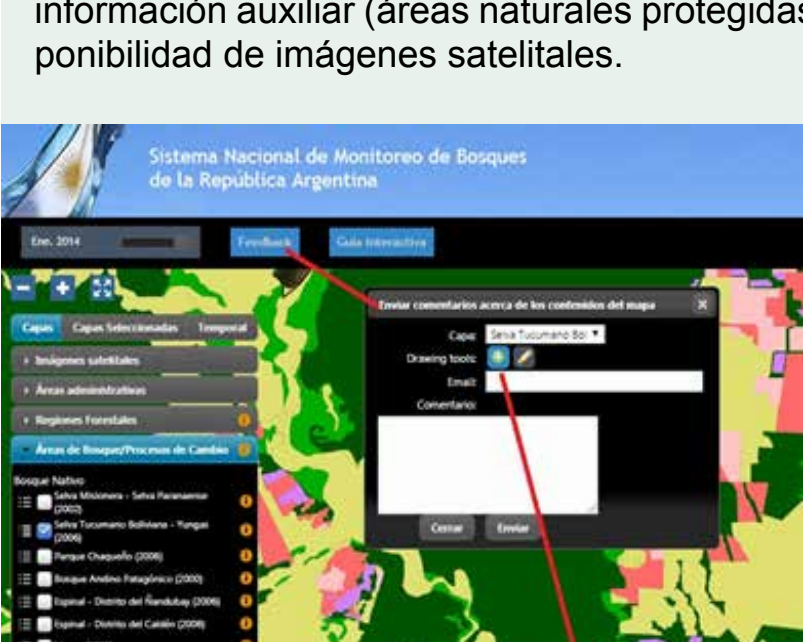 información auxiliar (áreas naturales protegidas
ponibilidad de imágenes satelitales.
Sistema Nacional de Monitoreo de Bosques
de la República Argentina
Ene. 2014
Feedback
Guía Interactiva
Enviar comentarios acerca de los contenidos del mapa
Capa:
Selva Tucumano Bol
Drawing tools:
Email:
Comentario:
Cerrar
Enviar
Capas
Capas Seleccionadas
Temporal
Imágenes satelitales
Áreas administrativas
Regiones Forestales
Áreas de Bosque/Procesos de Cambio
Bosque Nativo
Selva Misionera - Selva Paranaense
(2002)
Selva Tucumano Boliviana - Yungas
(2006)
Parque Chaqueño (2006)
Bosque Andino Patagónico (2000)
Espinal - Distrito del Ñandubay (2006)
Espinal - Distrito del Caldén (2006)